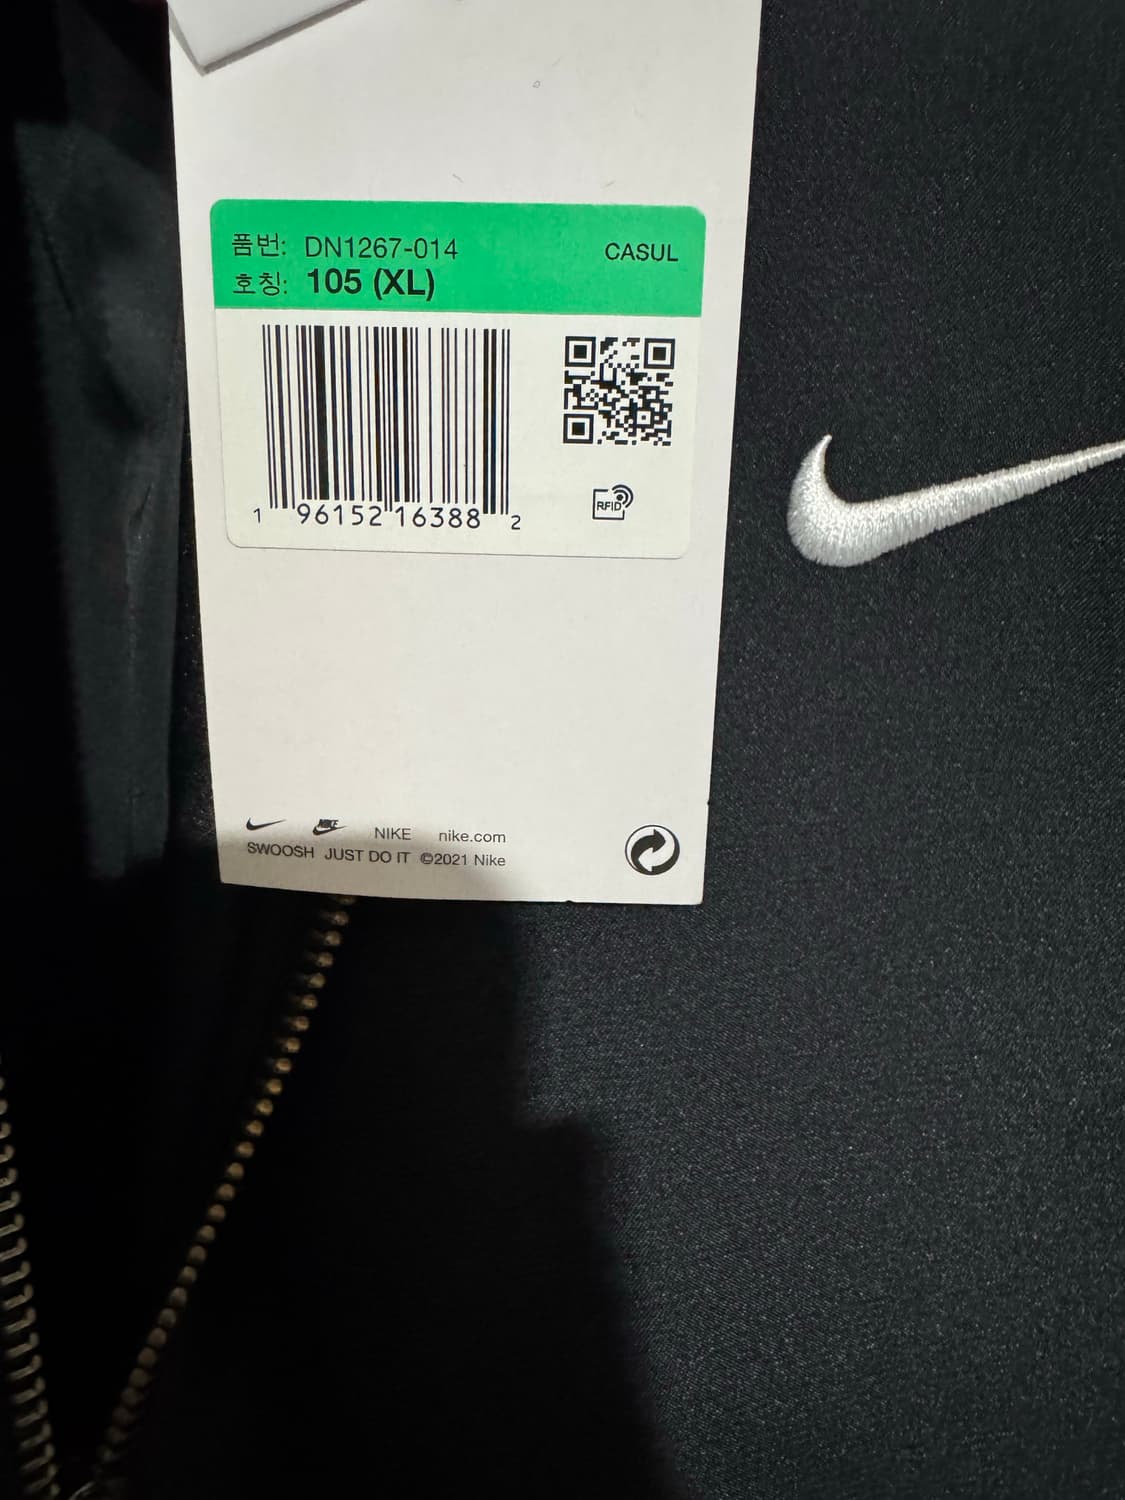 품번: DN1267-014 CASUL
호칭: 105 (XL)
1 96152 16388 2
RFID
NIKE NIKE nike.com
SWOOSH JUST DO IT ©2021 Nike